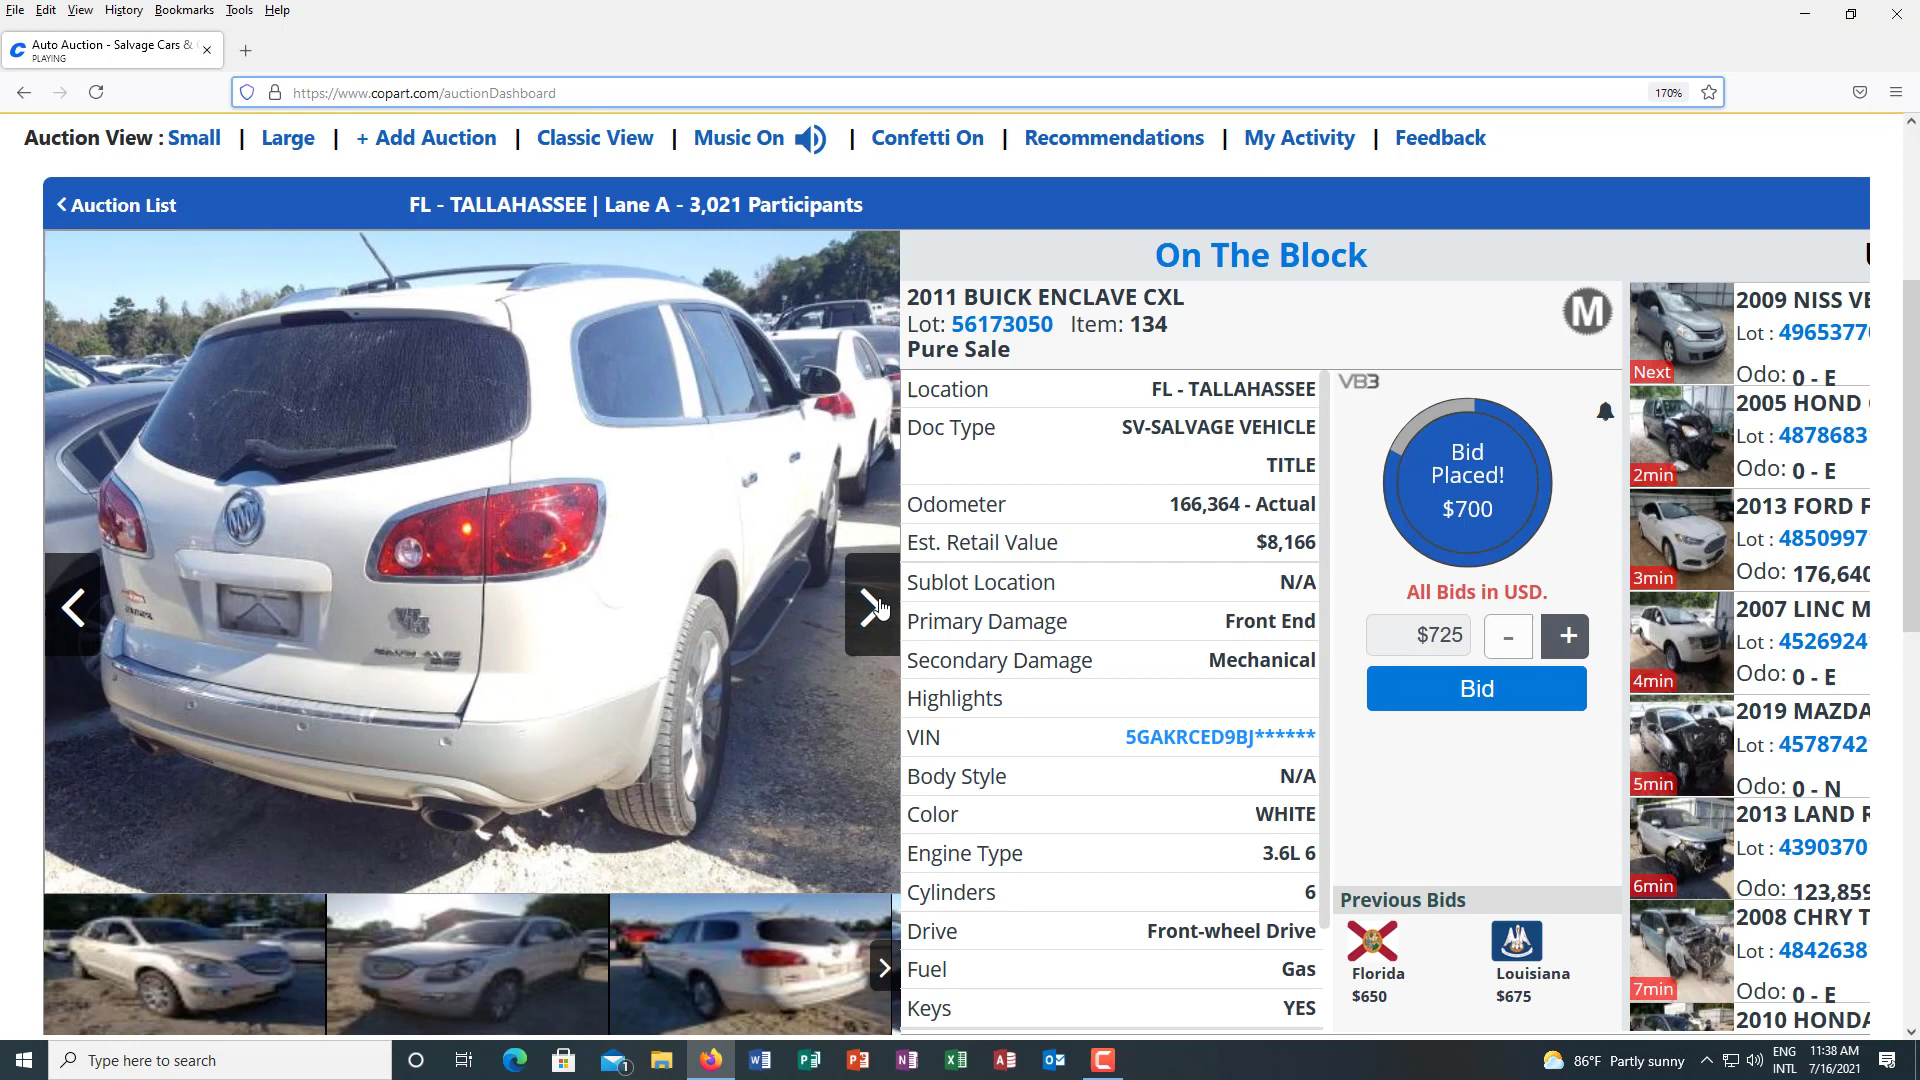 File Edit View History Bookmarks Tools Help
Auto Auction - Salvage Cars &
PLAYING
https://www.copart.com/auctionDashboard
170%
Auction View : Small | Large | + Add Auction | Classic View | Music On | Confetti On | Recommendations | My Activity | Feedback
Auction List
FL - TALLAHASSEE | Lane A - 3,021 Participants
On The Block
2011 BUICK ENCLAVE CXL
Lot: 56173050 Item: 134
Pure Sale
M
Location FL - TALLAHASSEE
Doc Type SV-SALVAGE VEHICLE
TITLE
Odometer 166,364 - Actual
Est. Retail Value $8,166
Sublot Location N/A
Primary Damage Front End
Secondary Damage Mechanical
Highlights
VIN 5GAKRCED9BJ******
Body Style N/A
Color WHITE
Engine Type 3.6L 6
Cylinders 6
Drive Front-wheel Drive
Fuel Gas
Keys YES
VB3
Bid
Placed!
$700
All Bids in USD.
$725 - +
Bid
Previous Bids
Florida
$650
Louisiana
$675
2009 NISS VE
Lot : 4965377
Next
Odo: 0 - E
2005 HOND
Lot : 4878683
2min
Odo: 0 - E
2013 FORD F
Lot : 4850997
3min
Odo: 176,640
2007 LINC M
Lot : 4526924
4min
Odo: 0 - E
2019 MAZDA
Lot : 4578742
5min
Odo: 0 - N
2013 LAND R
Lot : 4390370
6min
Odo: 123,859
2008 CHRY T
Lot : 4842638
7min
Odo: 0 - E
2010 HONDA
Type here to search
86°F Partly sunny
ENG
INTL
11:38 AM
7/16/2021